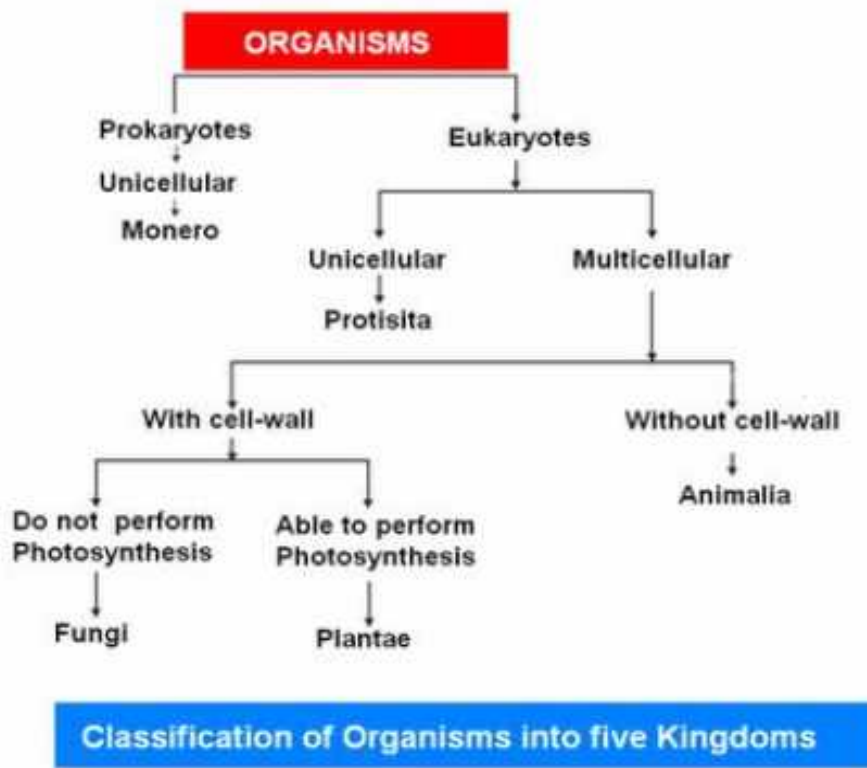 ORGANISMS
Prokaryotes
Eukaryotes
Unicellular
Monero
Unicellular
Multicellular
Protisita
With cell-wall
Without cell-wall
Animalia
Do not perform
Photosynthesis
Able to perform
Photosynthesis
Fungi
Plantae
Classification of Organisms into five Kingdoms